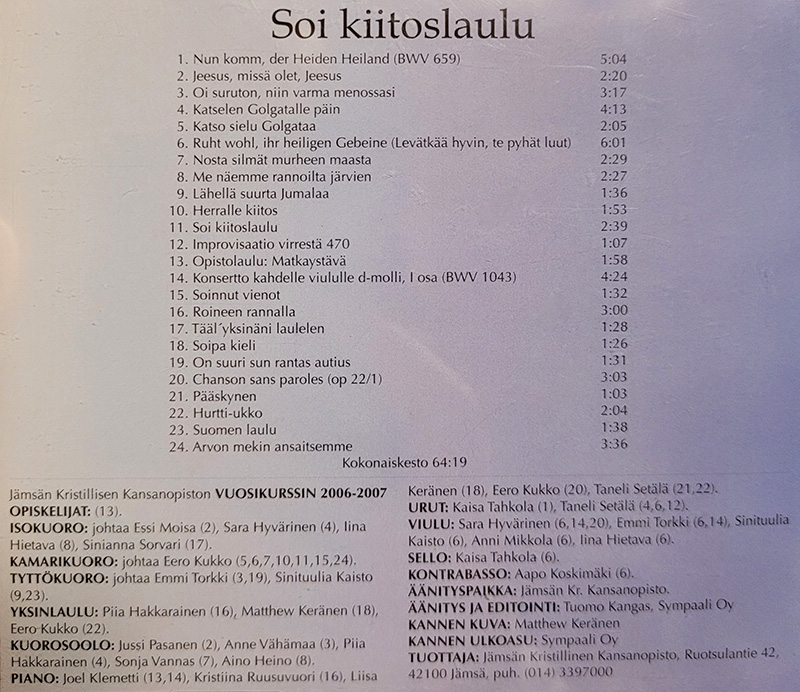 Soi kiitoslaulu
1. Nun komm, der Heiden Heiland (BWV 659) 5:04
2. Jeesus, missä olet, Jeesus 2:20
3. Oi suruton, niin varma menossasi 3:17
4. Katselen Golgatalle päin 4:13
5. Katso sielu Golgataa 2:05
6. Ruht wohl, ihr heiligen Gebeine (Levätkää hyvin, te pyhät luut) 6:01
7. Nosta silmät murheen maasta 2:29
8. Me näemme rannoilta järvien 2:27
9. Lähellä suurta Jumalaa 1:36
10. Herralle kiitos 1:53
11. Soi kiitoslaulu 2:39
12. Improvisaatio virrestä 470 1:07
13. Opistolaulu: Matkaystävä 1:58
14. Konsertto kahdelle viululle d-molli, I osa (BWV 1043) 4:24
15. Soinnut vienot 1:32
16. Roineen rannalla 3:00
17. Tääl´yksinäni laulelen 1:28
18. Soipa kieli 1:26
19. On suuri sun rantas autius 1:31
20. Chanson sans paroles (op 22/1) 3:03
21. Pääskynen 1:03
22. Hurtti-ukko 2:04
23. Suomen laulu 1:38
24. Arvon mekin ansaitsemme 3:36
Kokonaiskesto 64:19
Jämsän Kristillisen Kansanopiston VUOSIKURSSIN 2006-2007
OPISKELIJAT: (13).
ISOKUORO: johtaa Essi Moisa (2), Sara Hyvärinen (4), Iina
Hietava (8), Sinianna Sorvari (17).
KAMARIKUORO: johtaa Eero Kukko (5,6,7,10,11,15,24).
TYTTÖKUORO: johtaa Emmi Torkki (3,19), Sinituulia Kaisto
(9,23).
YKSINLAULU: Piia Hakkarainen (16), Matthew Keränen (18),
Eero Kukko (22).
KUOROSOOLO: Jussi Pasanen (2), Anne Vähämaa (3), Piia
Hakkarainen (4), Sonja Vannas (7), Aino Heino (8).
PIANO: Joel Klemetti (13,14), Kristiina Ruusuvuori (16), Liisa
Keränen (18), Eero Kukko (20), Taneli Setälä (21,22).
URUT: Kaisa Tahkola (1), Taneli Setälä (4,6,12).
VIULU: Sara Hyvärinen (6,14,20), Emmi Torkki (6,14), Sinituulia
Kaisto (6), Anni Mikkola (6), Iina Hietava (6).
SELLO: Kaisa Tahkola (6).
KONTRABASSO: Aapo Koskimäki (6).
ÄÄNITYSPAIKKA: Jämsän Kr. Kansanopisto.
ÄÄNITYS JA EDITOINTI: Tuomo Kangas, Sympaali Oy
KANNEN KUVA: Matthew Keränen
KANNEN ULKOASU: Sympaali Oy
TUOTTAJA: Jämsän Kristillinen Kansanopisto, Ruotsulantie 42,
42100 Jämsä, puh. (014) 3397000